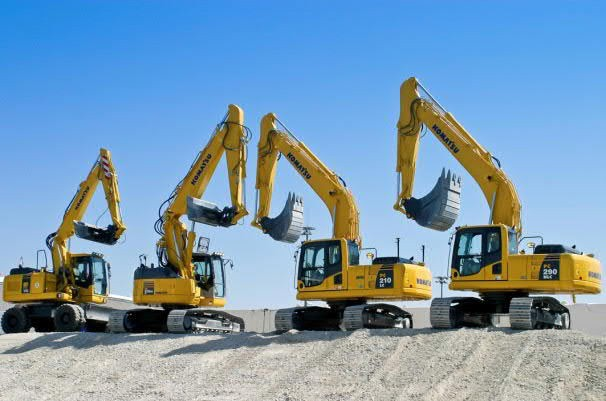 KOMATSU
KOMATSU
KOMATSU
KOMATSU
PC
210
LC
PC
290
NLC